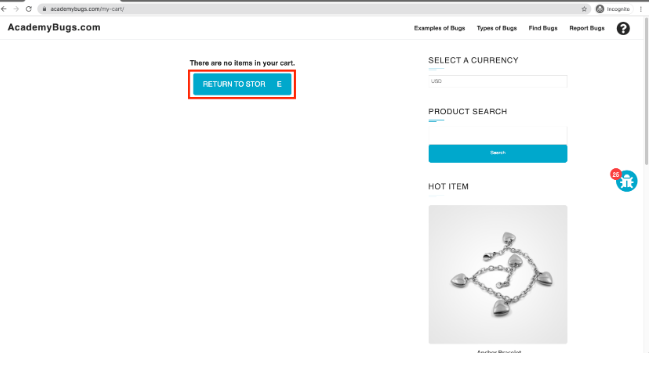 academybugs.com/my-cart/
Incognito
AcademyBugs.com
Examples of Bugs Types of Bugs Find Bugs Report Bugs ?
There are no items in your cart.
RETURN TO STOR E
SELECT A CURRENCY
USD
PRODUCT SEARCH
Search
25
HOT ITEM
Anchor Bracelet